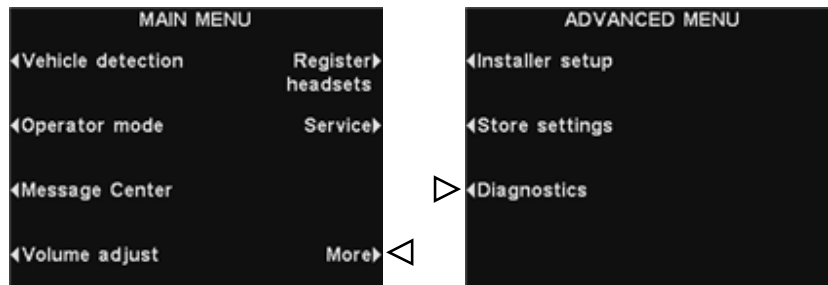 MAIN MENU
Vehicle detection
Register
headsets
Operator mode
Service
Message Center
Volume adjust
More
ADVANCED MENU
Installer setup
Store settings
Diagnostics